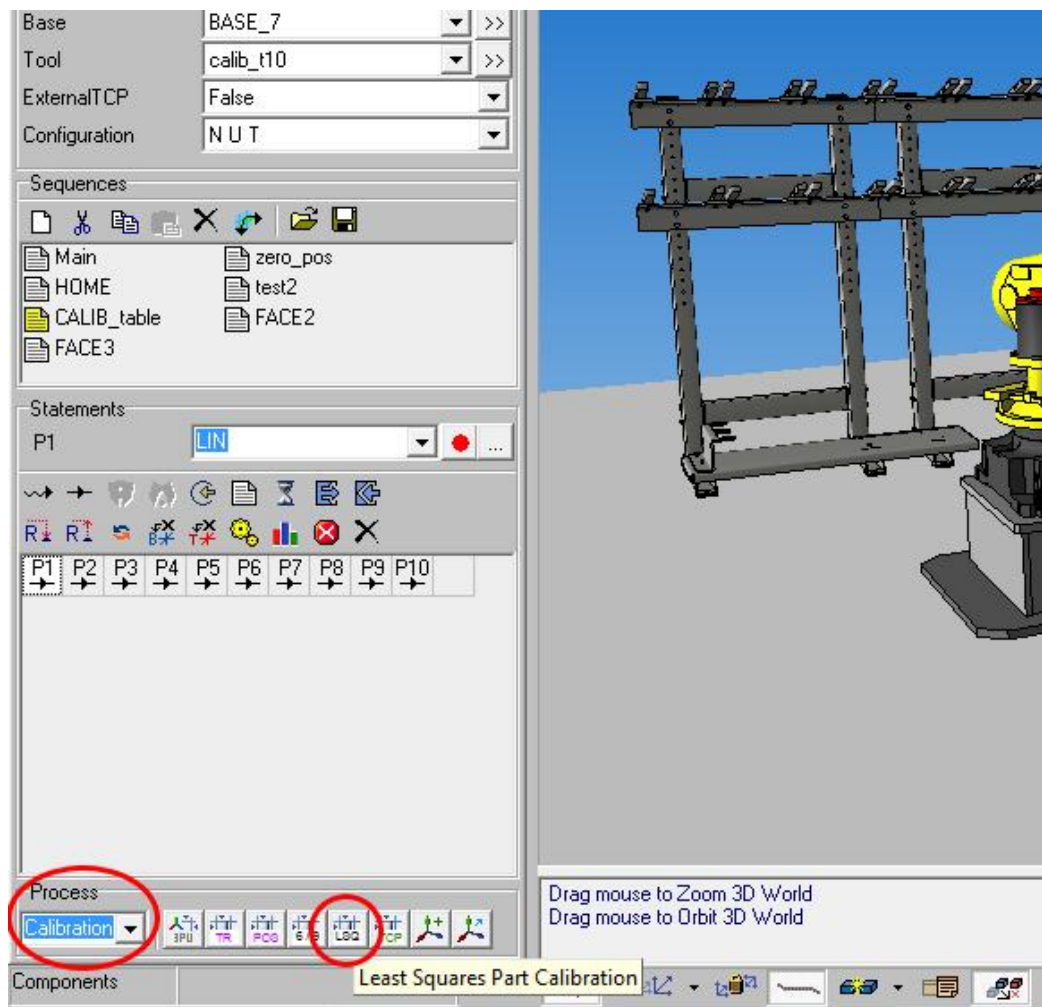 Base BASE_7 >>
Tool calib_t10 >>
ExternalTCP False
Configuration N U T
Sequences
Main zero_pos
HOME test2
CALIB_table FACE2
FACE3
Statements
P1 LIN ...
P1 P2 P3 P4 P5 P6 P7 P8 P9 P10
Process
Calibration 3PU TR POS 6/9 LSQ TCP
Drag mouse to Zoom 3D World
Drag mouse to Orbit 3D World
Components
Least Squares Part Calibration